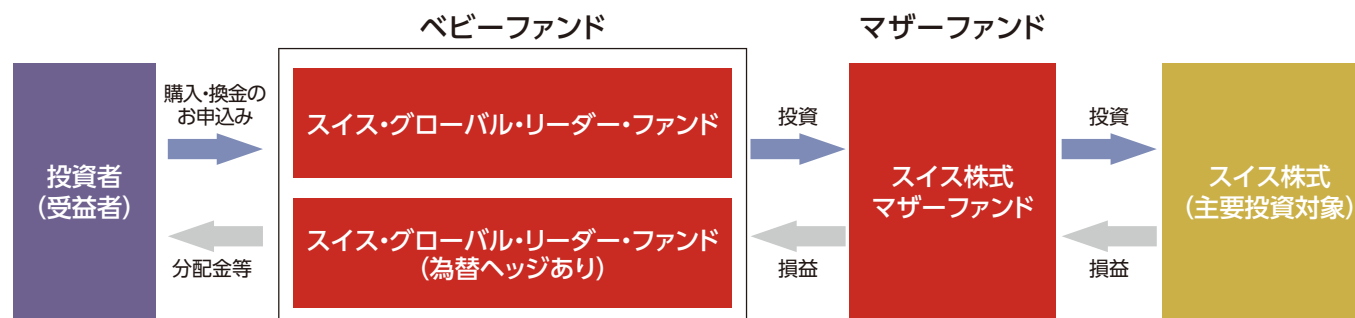 ベビーファンド
マザーファンド
投資者
(受益者)
購入・換金の
お申込み
分配金等
スイス・グローバル・リーダー・ファンド
スイス・グローバル・リーダー・ファンド
(為替ヘッジあり)
投資
損益
スイス株式
マザーファンド
投資
損益
スイス株式
(主要投資対象)